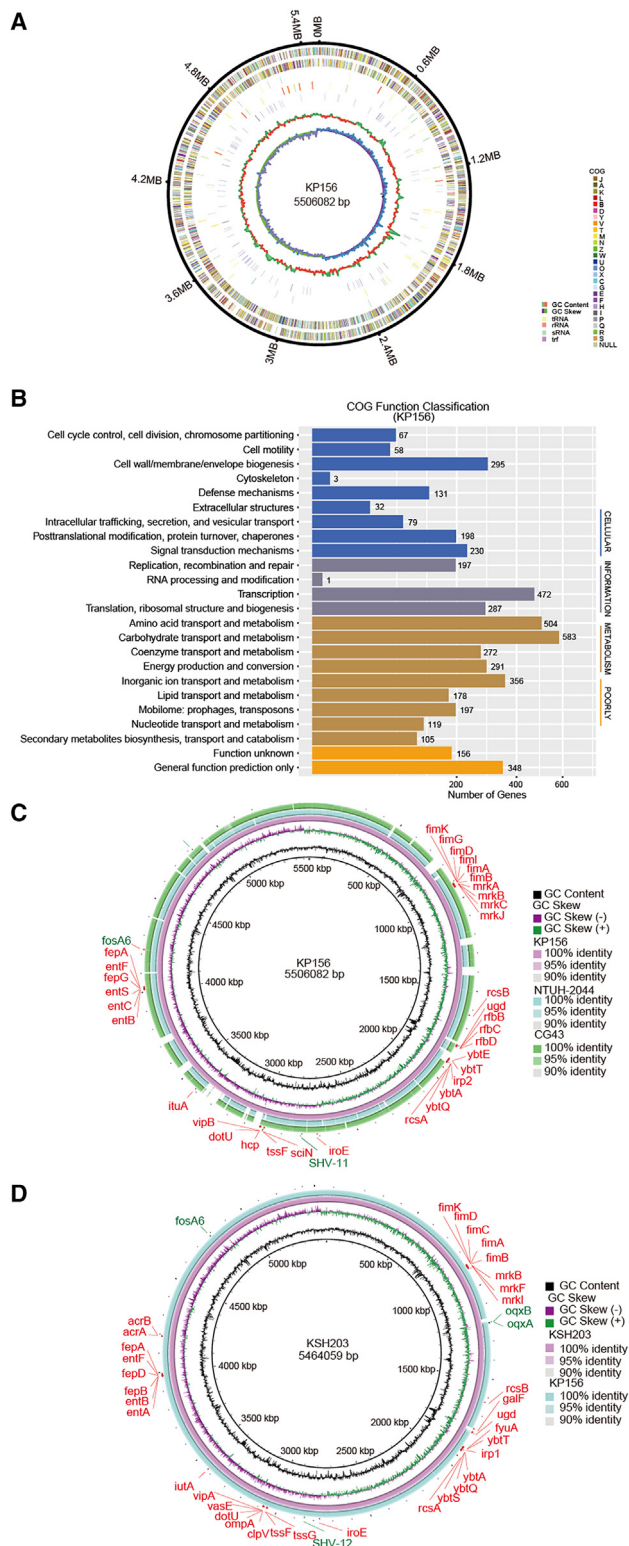 A
0MB
0.6MB
1.2MB
1.8MB
2.4MB
3MB
3.6MB
4.2MB
4.8MB
5.4MB
KP156
5506082 bp
GC Content
GC Skew
tRNA
rRNA
sRNA
trf
COG
J
A
K
L
B
D
Y
V
T
M
N
Z
W
U
O
X
C
G
E
F
H
I
P
Q
R
S
NULL
B
COG Function Classification
(KP156)
Cell cycle control, cell division, chromosome partitioning 67
Cell motility 58
Cell wall/membrane/envelope biogenesis 295
Cytoskeleton 3
Defense mechanisms 131
Extracellular structures 32
Intracellular trafficking, secretion, and vesicular transport 79
Posttranslational modification, protein turnover, chaperones 198
Signal transduction mechanisms 230
Replication, recombination and repair 197
RNA processing and modification 1
Transcription 472
Translation, ribosomal structure and biogenesis 287
Amino acid transport and metabolism 504
Carbohydrate transport and metabolism 583
Coenzyme transport and metabolism 272
Energy production and conversion 291
Inorganic ion transport and metabolism 356
Lipid transport and metabolism 178
Mobilome: prophages, transposons 197
Nucleotide transport and metabolism 119
Secondary metabolites biosynthesis, transport and catabolism 105
Function unknown 156
General function prediction only 348
CELLULAR
INFORMATION
METABOLISM
POORLY
200 400 600
Number of Genes
C
fimK
fimG
fimD
fimI
fimA
fimB
mrkA
mrkB
mrkC
mrkJ
rcsB
ugd
rfbB
rfbC
rfbD
ybtE
ybtT
irp2
ybtA
ybtQ
rcsA
iroE
SHV-11
sciN
tssF
hcp
dotU
vipB
ituA
entB
entC
entS
fepG
entF
fepA
fosA6
5500 kbp
500 kbp
1000 kbp
1500 kbp
2000 kbp
2500 kbp
3000 kbp
3500 kbp
4000 kbp
4500 kbp
5000 kbp
KP156
5506082 bp
GC Content
GC Skew
GC Skew (-)
GC Skew (+)
KP156
100% identity
95% identity
90% identity
NTUH-2044
100% identity
95% identity
90% identity
CG43
100% identity
95% identity
90% identity
D
fimK
fimD
fimC
fimA
fimB
mrkB
mrkF
mrkI
oqxB
oqxA
rcsB
galF
ugd
fyuA
ybtT
irp1
ybtA
ybtQ
ybtS
rcsA
iroE
SHV-12
tssG
tssF
clpV
ompA
dotU
vasE
vipA
iutA
entA
entB
fepB
fepD
entF
fepA
acrA
acrB
fosA6
500 kbp
1000 kbp
1500 kbp
2000 kbp
2500 kbp
3000 kbp
3500 kbp
4000 kbp
4500 kbp
5000 kbp
KSH203
5464059 bp
GC Content
GC Skew
GC Skew (-)
GC Skew (+)
KSH203
100% identity
95% identity
90% identity
KP156
100% identity
95% identity
90% identity